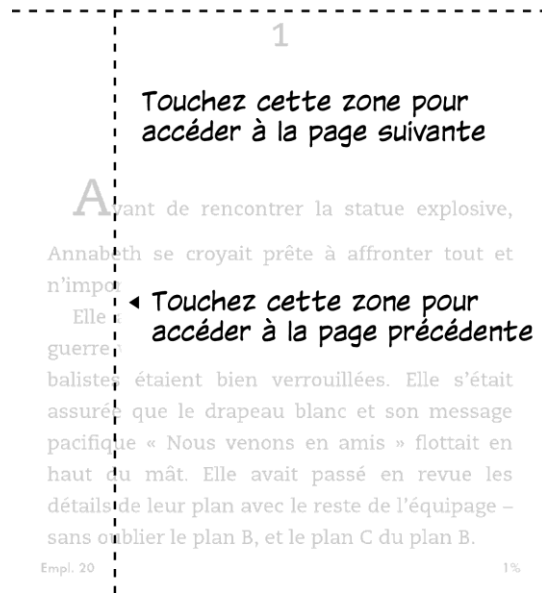 1
Touchez cette zone pour
accéder à la page suivante
Avant de rencontrer la statue explosive,
Annabeth se croyait prête à affronter tout et
n'impor
◂ Touchez cette zone pour
Elle
accéder à la page précédente
guerre
balistes étaient bien verrouillées. Elle s'était
assurée que le drapeau blanc et son message
pacifique « Nous venons en amis » flottait en
haut du mât. Elle avait passé en revue les
détails de leur plan avec le reste de l'équipage –
sans oublier le plan B, et le plan C du plan B.
Empl. 20 1%